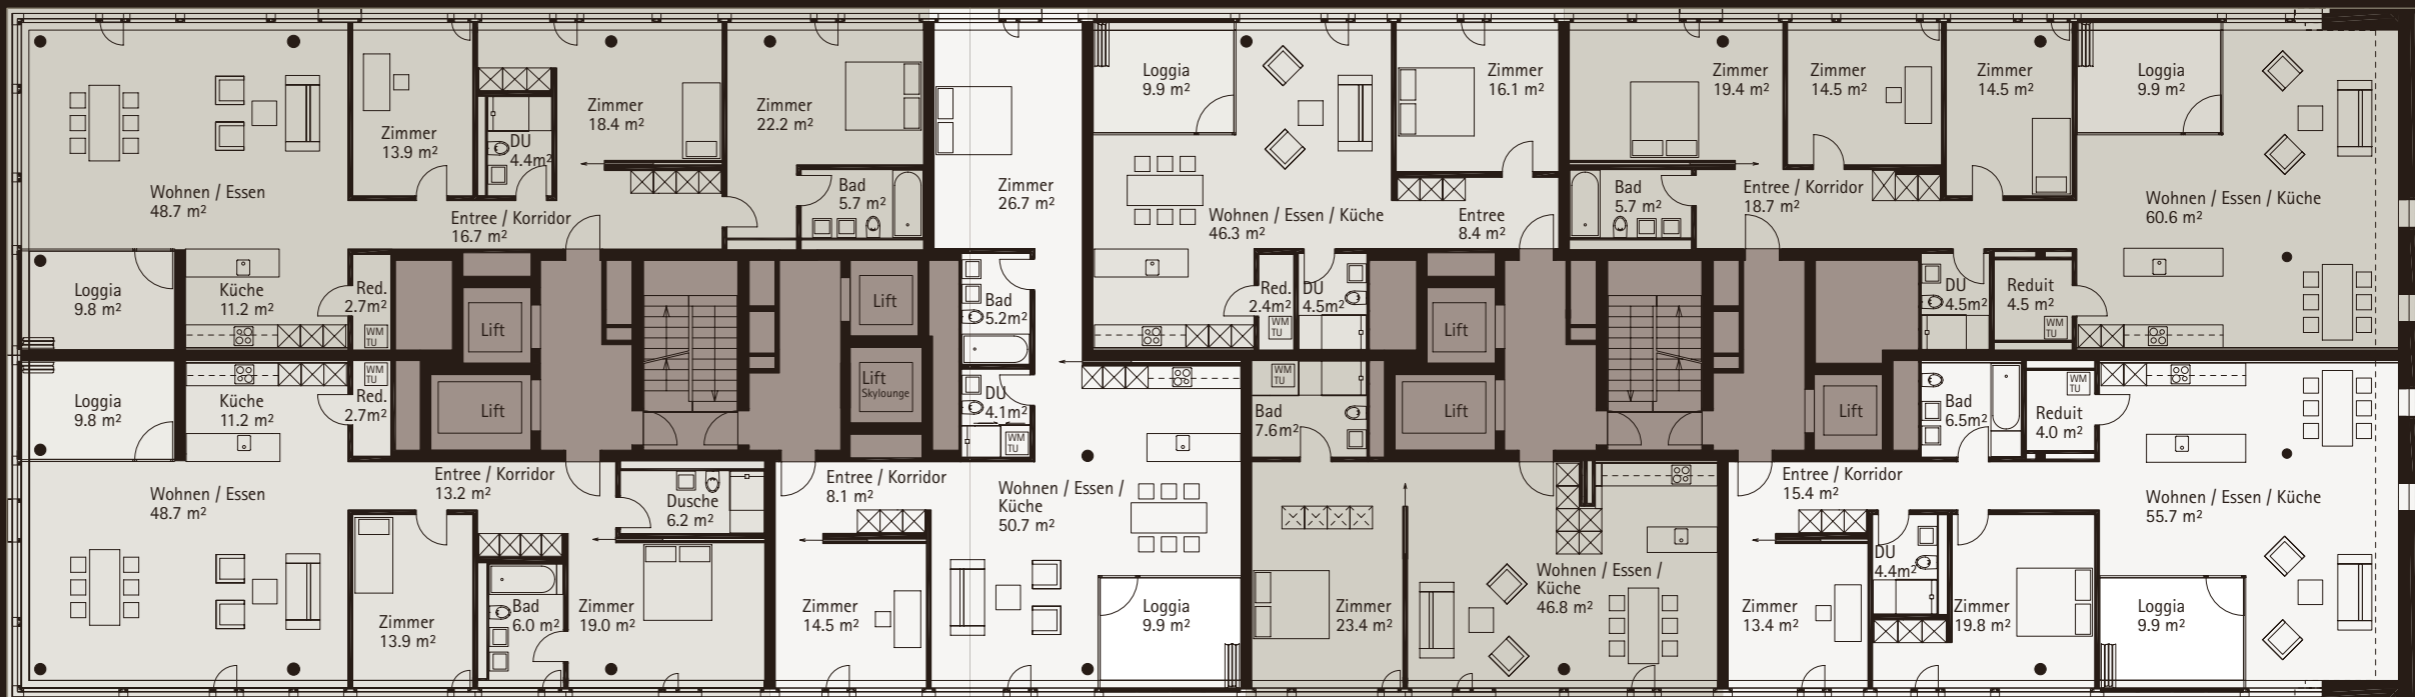 Wohnen / Essen
48.7 m²
Zimmer
13.9 m²
DU
4.4m²
Zimmer
18.4 m²
Zimmer
22.2 m²
Bad
5.7 m²
Entree / Korridor
16.7 m²
Loggia
9.8 m²
Küche
11.2 m²
Red.
2.7m²
WM
TU
Lift
Lift
Lift
Lift
Skylounge
Zimmer
26.7 m²
Bad
5.2m²
DU
4.1m²
WM
TU
Loggia
9.9 m²
Wohnen / Essen / Küche
46.3 m²
Zimmer
16.1 m²
Entree
8.4 m²
Red.
2.4m²
WM
TU
DU
4.5m²
Zimmer
19.4 m²
Zimmer
14.5 m²
Zimmer
14.5 m²
Bad
5.7 m²
Entree / Korridor
18.7 m²
Loggia
9.9 m²
Wohnen / Essen / Küche
60.6 m²
DU
4.5m²
Reduit
4.5 m²
WM
TU
Lift
Lift
Lift
Loggia
9.8 m²
Küche
11.2 m²
Red.
2.7m²
WM
TU
Wohnen / Essen
48.7 m²
Entree / Korridor
13.2 m²
Dusche
6.2 m²
Zimmer
13.9 m²
Bad
6.0 m²
Zimmer
19.0 m²
Entree / Korridor
8.1 m²
Zimmer
14.5 m²
Wohnen / Essen /
Küche
50.7 m²
Loggia
9.9 m²
WM
TU
Bad
7.6m²
Zimmer
23.4 m²
Wohnen / Essen /
Küche
46.8 m²
Entree / Korridor
15.4 m²
Zimmer
13.4 m²
DU
4.4m²
Zimmer
19.8 m²
Bad
6.5m²
Reduit
4.0 m²
WM
TU
Wohnen / Essen / Küche
55.7 m²
Loggia
9.9 m²